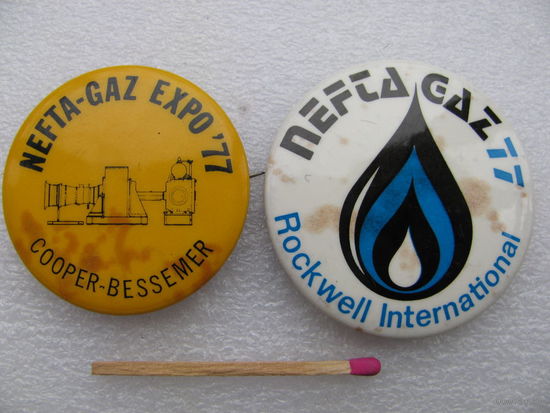 NEFTA-GAZ EXPO '77
COOPER-BESSEMER
NEFTA GAZ 77
Rockwell International